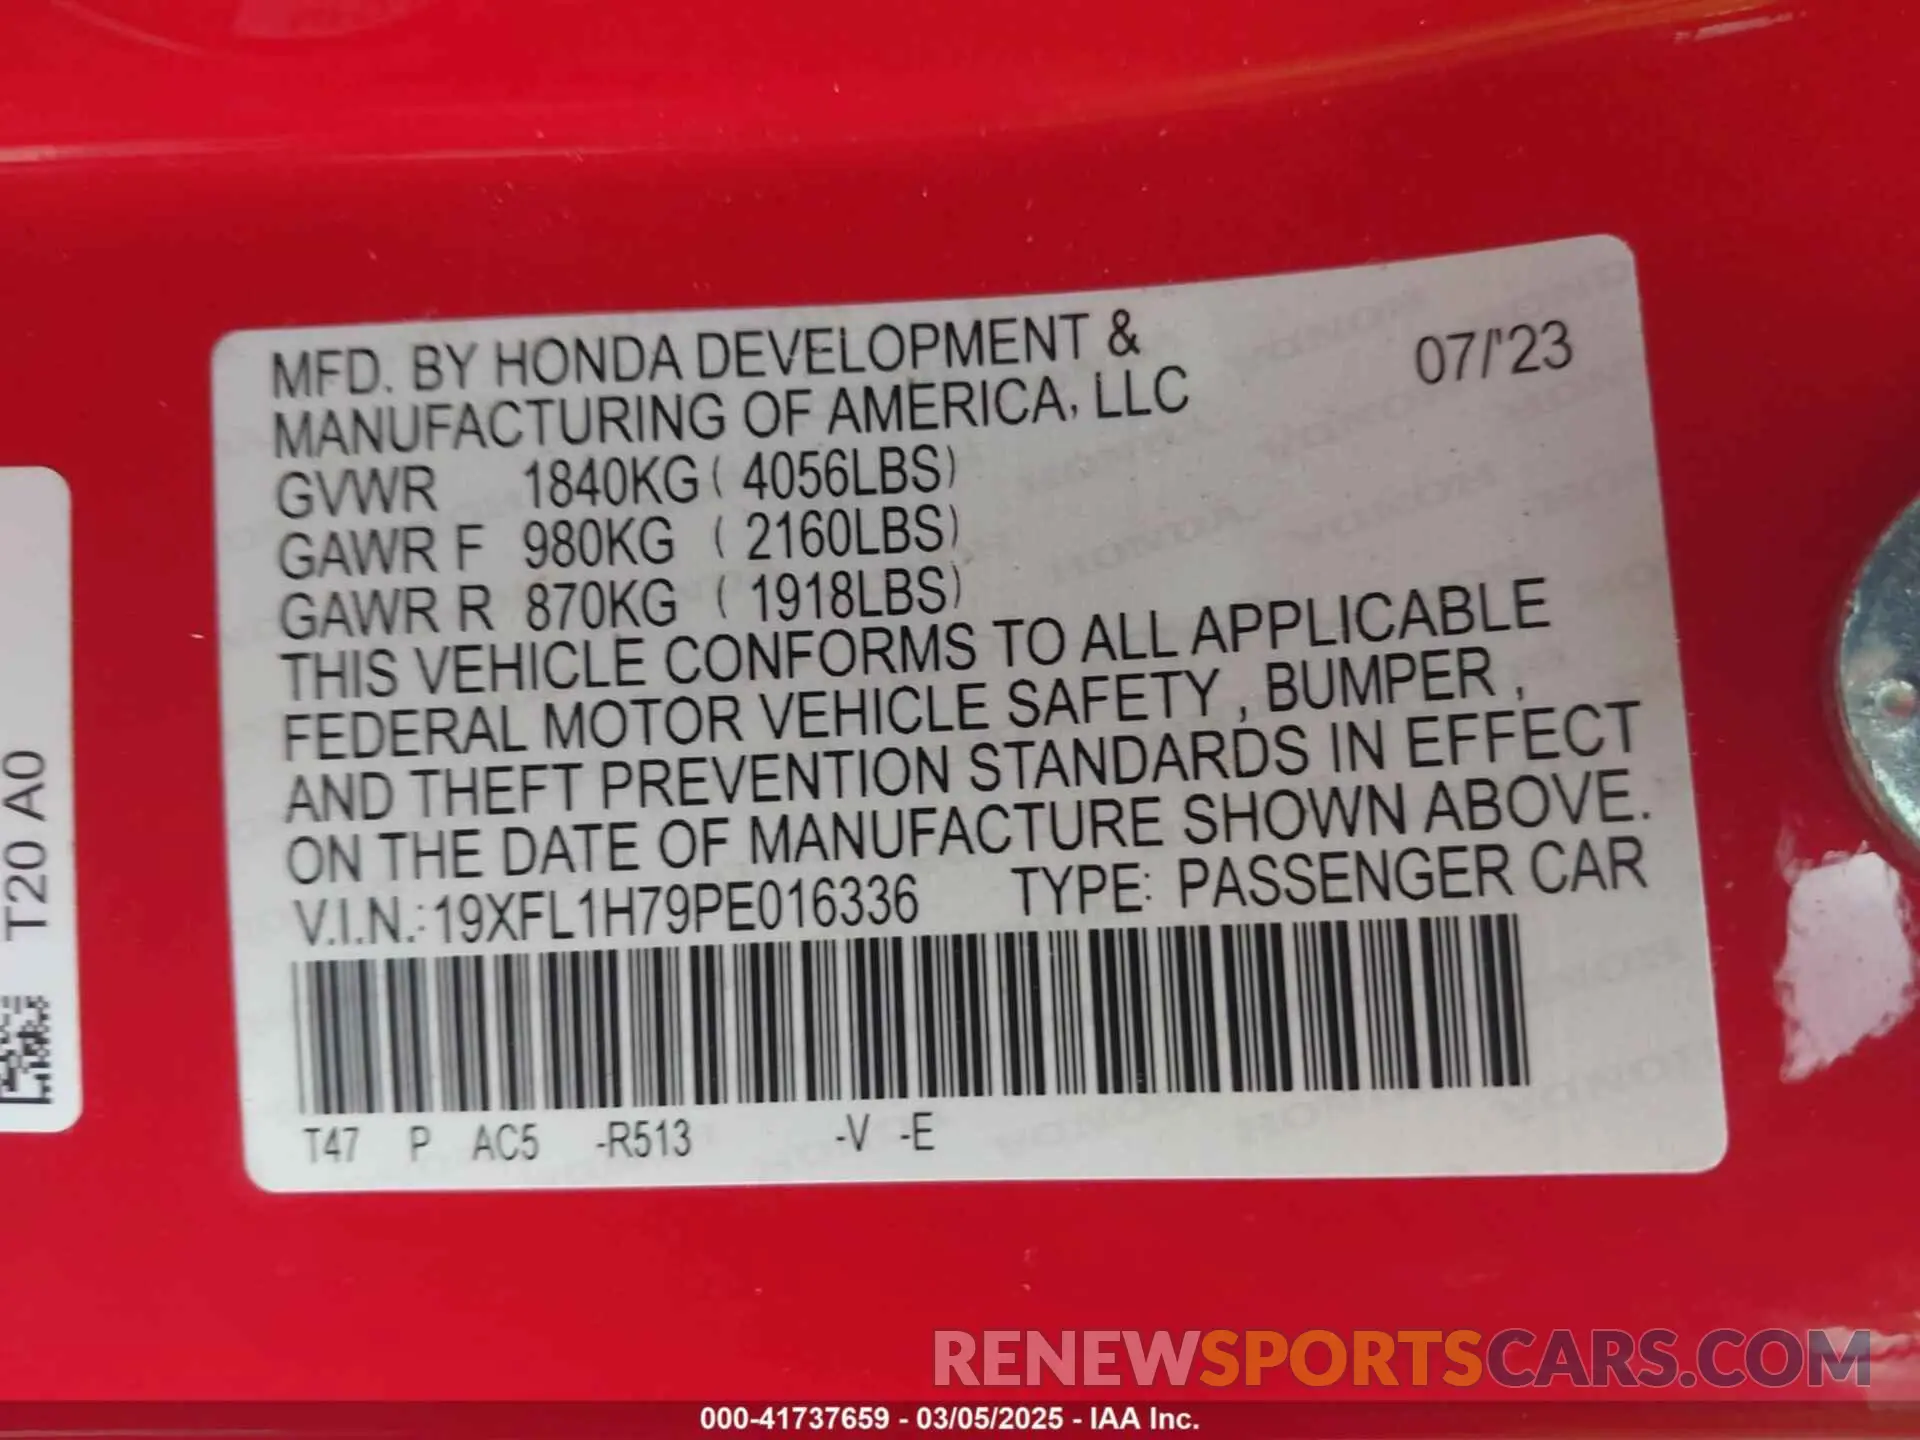 MFD. BY HONDA DEVELOPMENT & 07/'23
MANUFACTURING OF AMERICA, LLC
GVWR 1840KG ( 4056LBS)
GAWR F 980KG ( 2160LBS)
GAWR R 870KG ( 1918LBS)
THIS VEHICLE CONFORMS TO ALL APPLICABLE
FEDERAL MOTOR VEHICLE SAFETY , BUMPER ,
AND THEFT PREVENTION STANDARDS IN EFFECT
ON THE DATE OF MANUFACTURE SHOWN ABOVE.
V.I.N.: 19XFL1H79PE016336 TYPE: PASSENGER CAR
T47 P AC5 -R513 -V -E
T20 A0
RENEWSPORTSCARS.COM
000-41737659 - 03/05/2025 - IAA Inc.